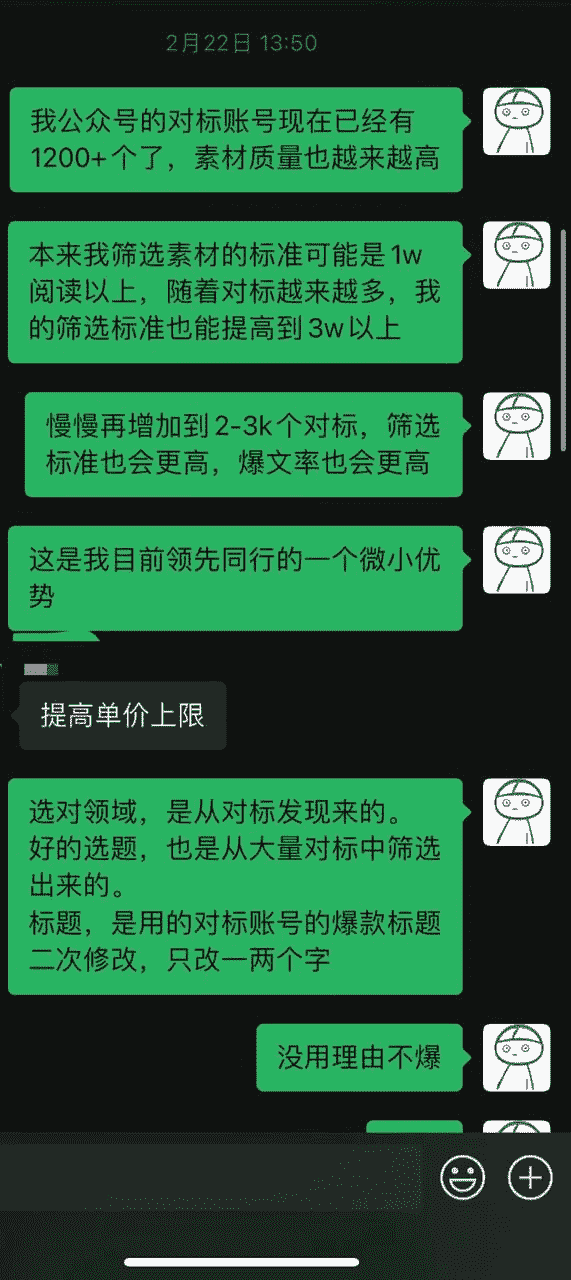 2月22日 13:50
我公众号的对标账号现在已经有
1200+个了，素材质量也越来越高
本来我筛选素材的标准可能是1w
阅读以上，随着对标越来越多，我
的筛选标准也能提高到3w以上
慢慢再增加到2-3k个对标，筛选
标准也会更高，爆文率也会更高
这是我目前领先同行的一个微小优
势
提高单价上限
选对领域，是从对标发现来的。
好的选题，也是从大量对标中筛选
出来的。
标题，是用的对标账号的爆款标题
二次修改，只改一两个字
没用理由不爆